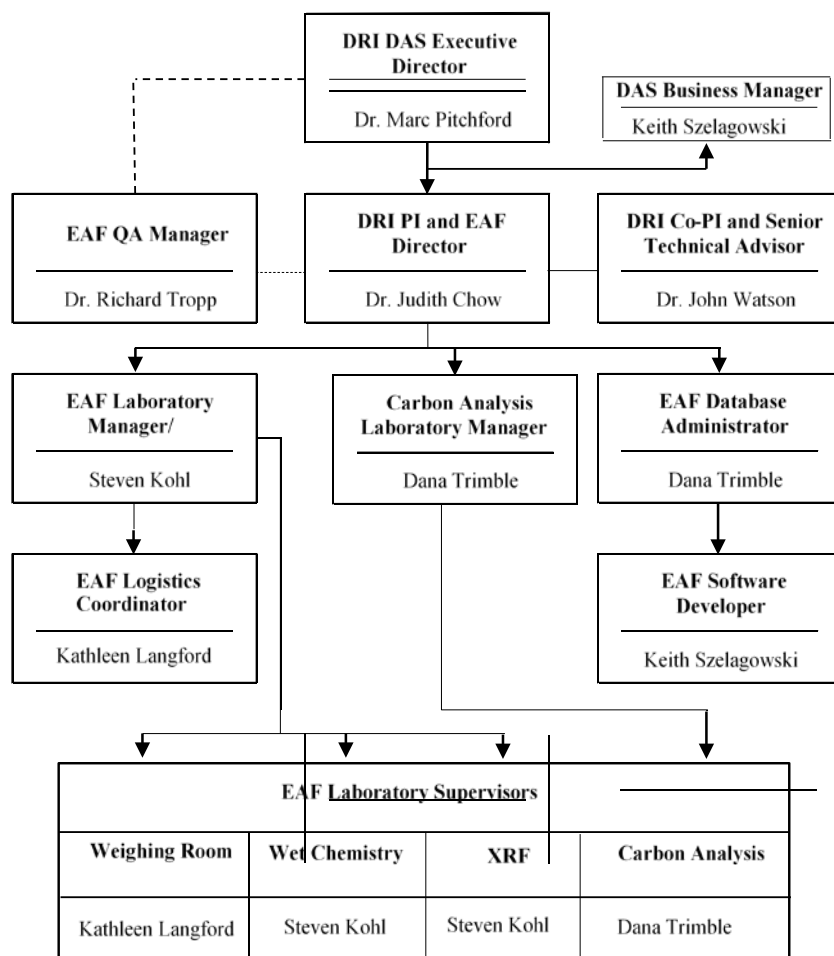 DRI DAS Executive
Director
Dr. Marc Pitchford
DAS Business Manager
Keith Szelagowski
EAF QA Manager
Dr. Richard Tropp
DRI PI and EAF
Director
Dr. Judith Chow
DRI Co-PI and Senior
Technical Advisor
Dr. John Watson
EAF Laboratory
Manager/
Steven Kohl
Carbon Analysis
Laboratory Manager
Dana Trimble
EAF Database
Administrator
Dana Trimble
EAF Logistics
Coordinator
Kathleen Langford
EAF Software
Developer
Keith Szelagowski
EAF Laboratory Supervisors
Weighing Room
Wet Chemistry
XRF
Carbon Analysis
Kathleen Langford
Steven Kohl
Steven Kohl
Dana Trimble